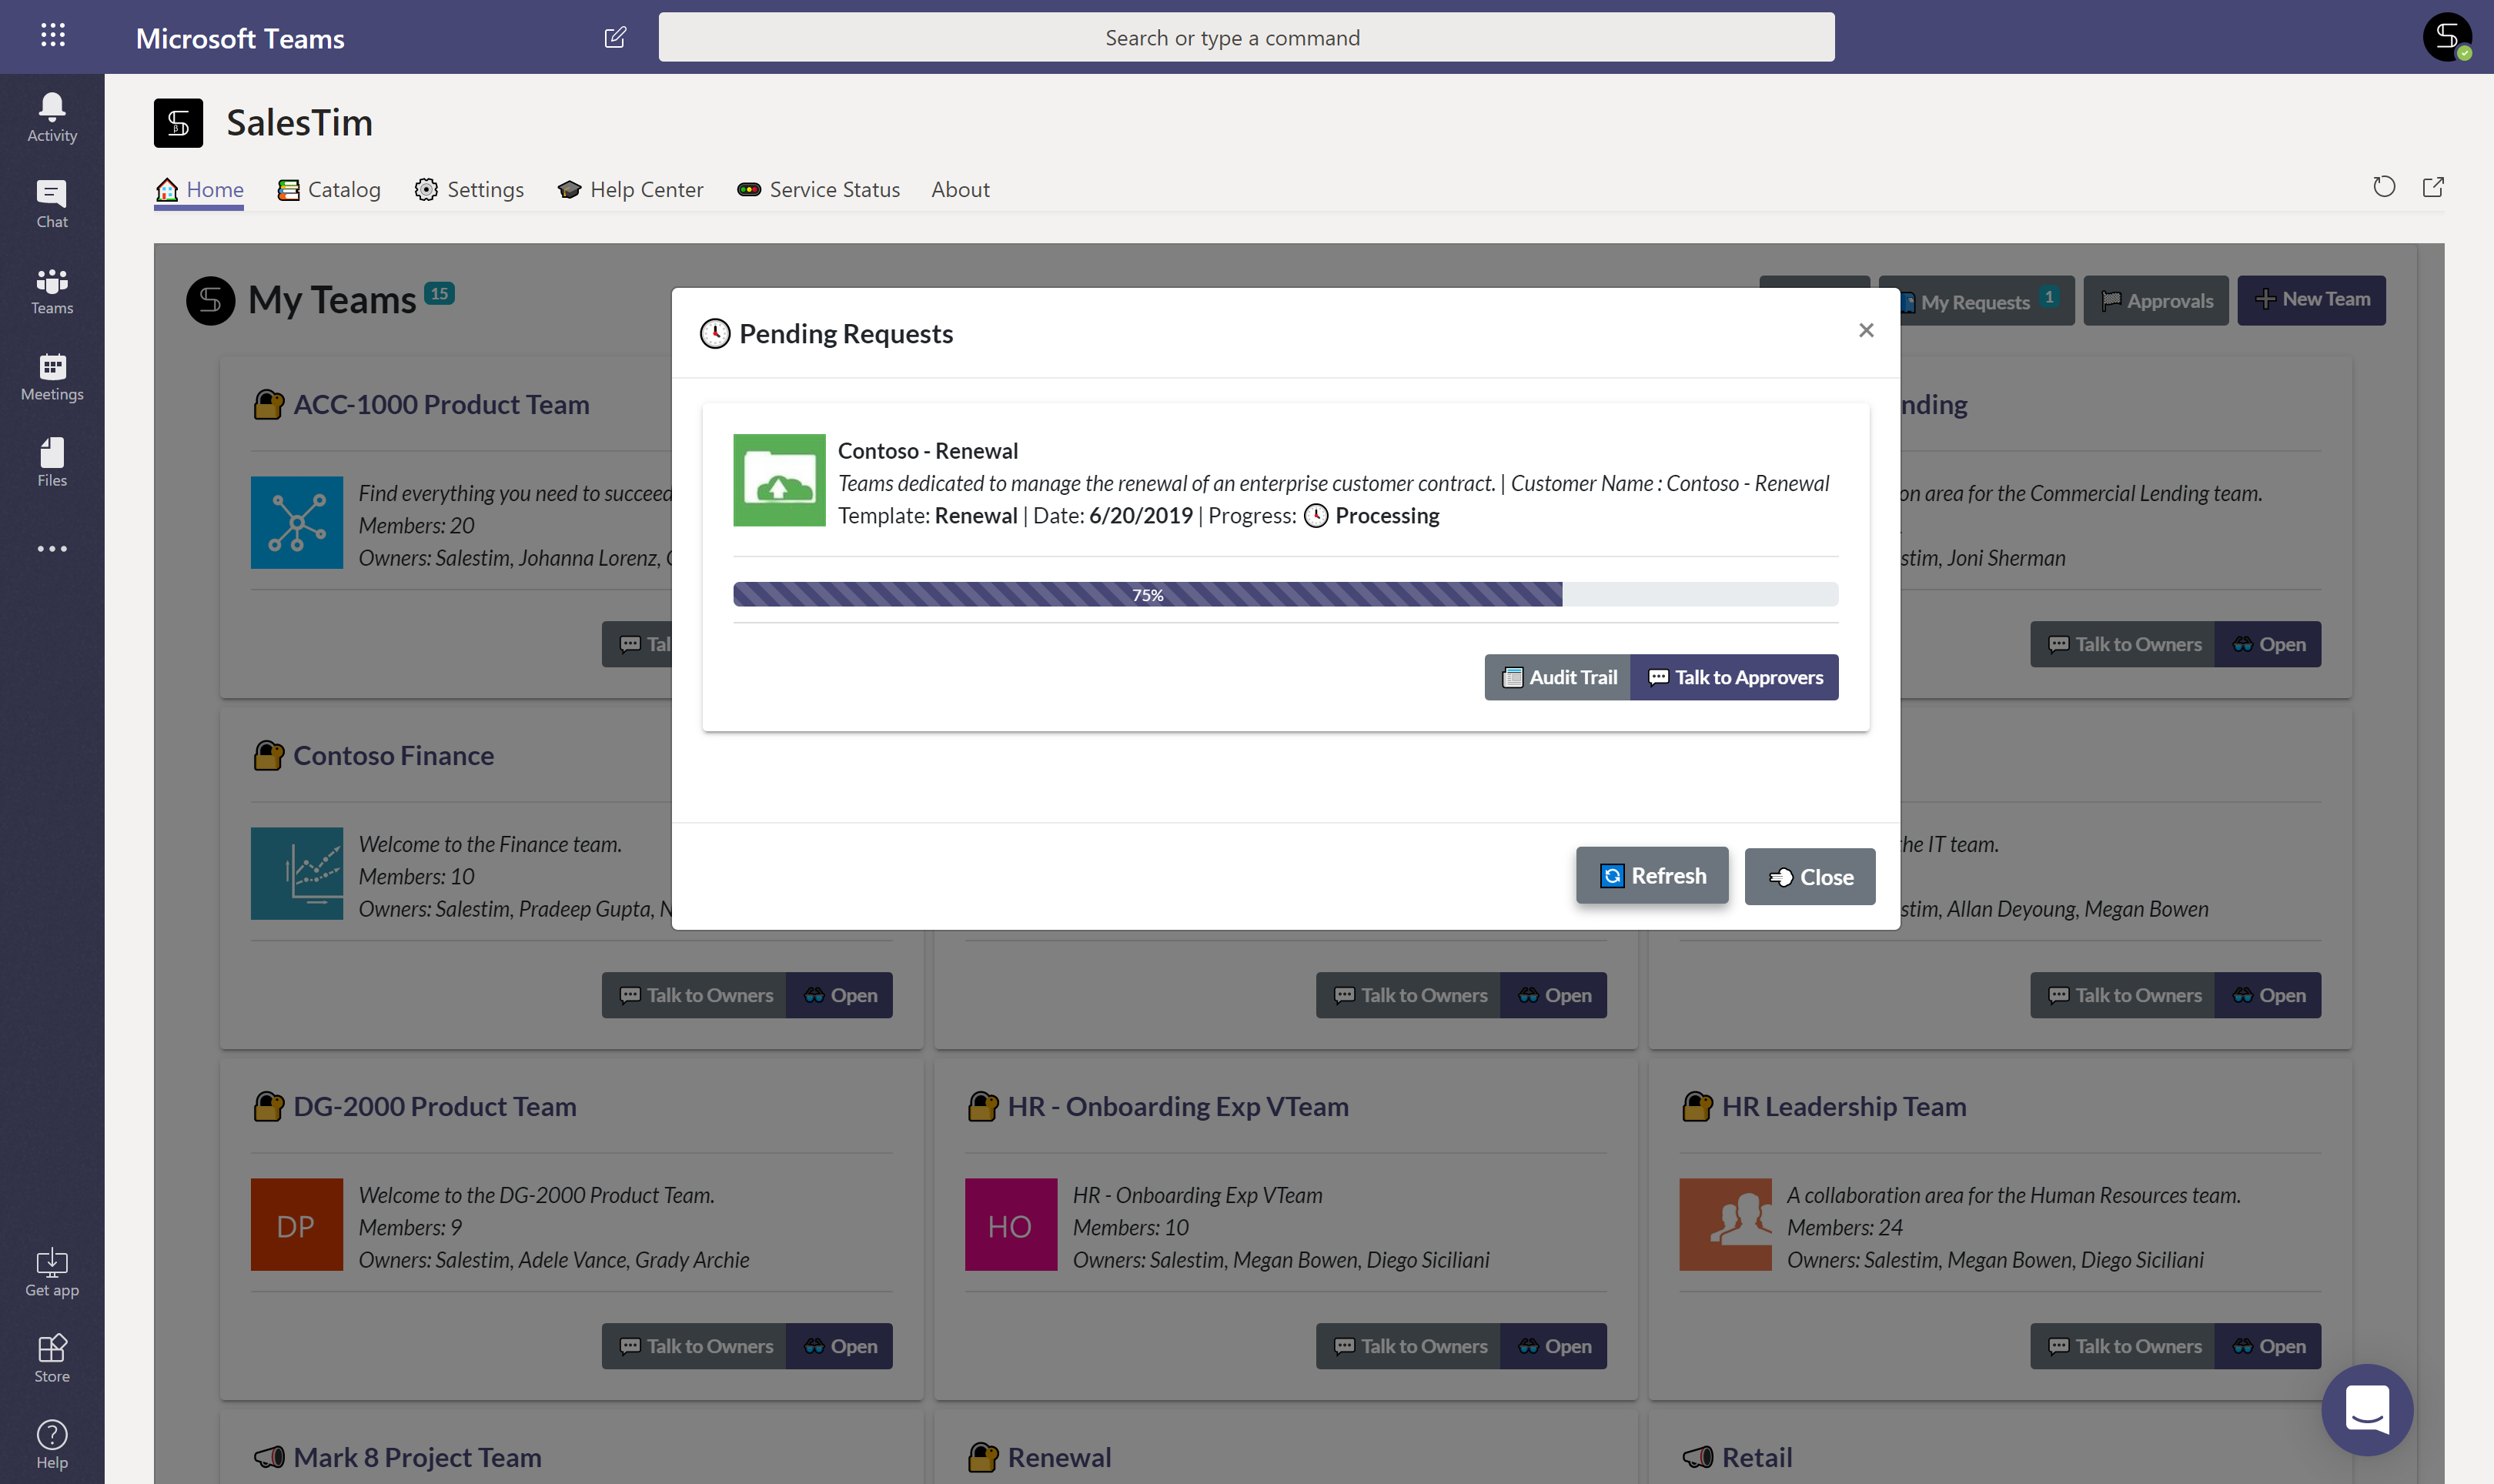 Microsoft Teams
Search or type a command
Activity
Chat
Teams
Meetings
Files
Get app
Store
Help
SalesTim
Home
Catalog
Settings
Help Center
Service Status
About
My Teams 15
My Requests 1
Approvals
New Team
ACC-1000 Product Team
Find everything you need to succeed
Members: 20
Owners: Salestim, Johanna Lorenz,
nding
on area for the Commercial Lending team.
stim, Joni Sherman
Talk to Owners
Open
Pending Requests
×
Contoso - Renewal
Teams dedicated to manage the renewal of an enterprise customer contract. | Customer Name : Contoso - Renewal
Template: Renewal | Date: 6/20/2019 | Progress: Processing
75%
Audit Trail
Talk to Approvers
Refresh
Close
Contoso Finance
Welcome to the Finance team.
Members: 10
Owners: Salestim, Pradeep Gupta, N
Talk to Owners
Open
Talk to Owners
Open
he IT team.
stim, Allan Deyoung, Megan Bowen
Talk to Owners
Open
DG-2000 Product Team
DP
Welcome to the DG-2000 Product Team.
Members: 9
Owners: Salestim, Adele Vance, Grady Archie
Talk to Owners
Open
HR - Onboarding Exp VTeam
HO
HR - Onboarding Exp VTeam
Members: 10
Owners: Salestim, Megan Bowen, Diego Siciliani
Talk to Owners
Open
HR Leadership Team
A collaboration area for the Human Resources team.
Members: 24
Owners: Salestim, Megan Bowen, Diego Siciliani
Talk to Owners
Open
Mark 8 Project Team
Renewal
Retail